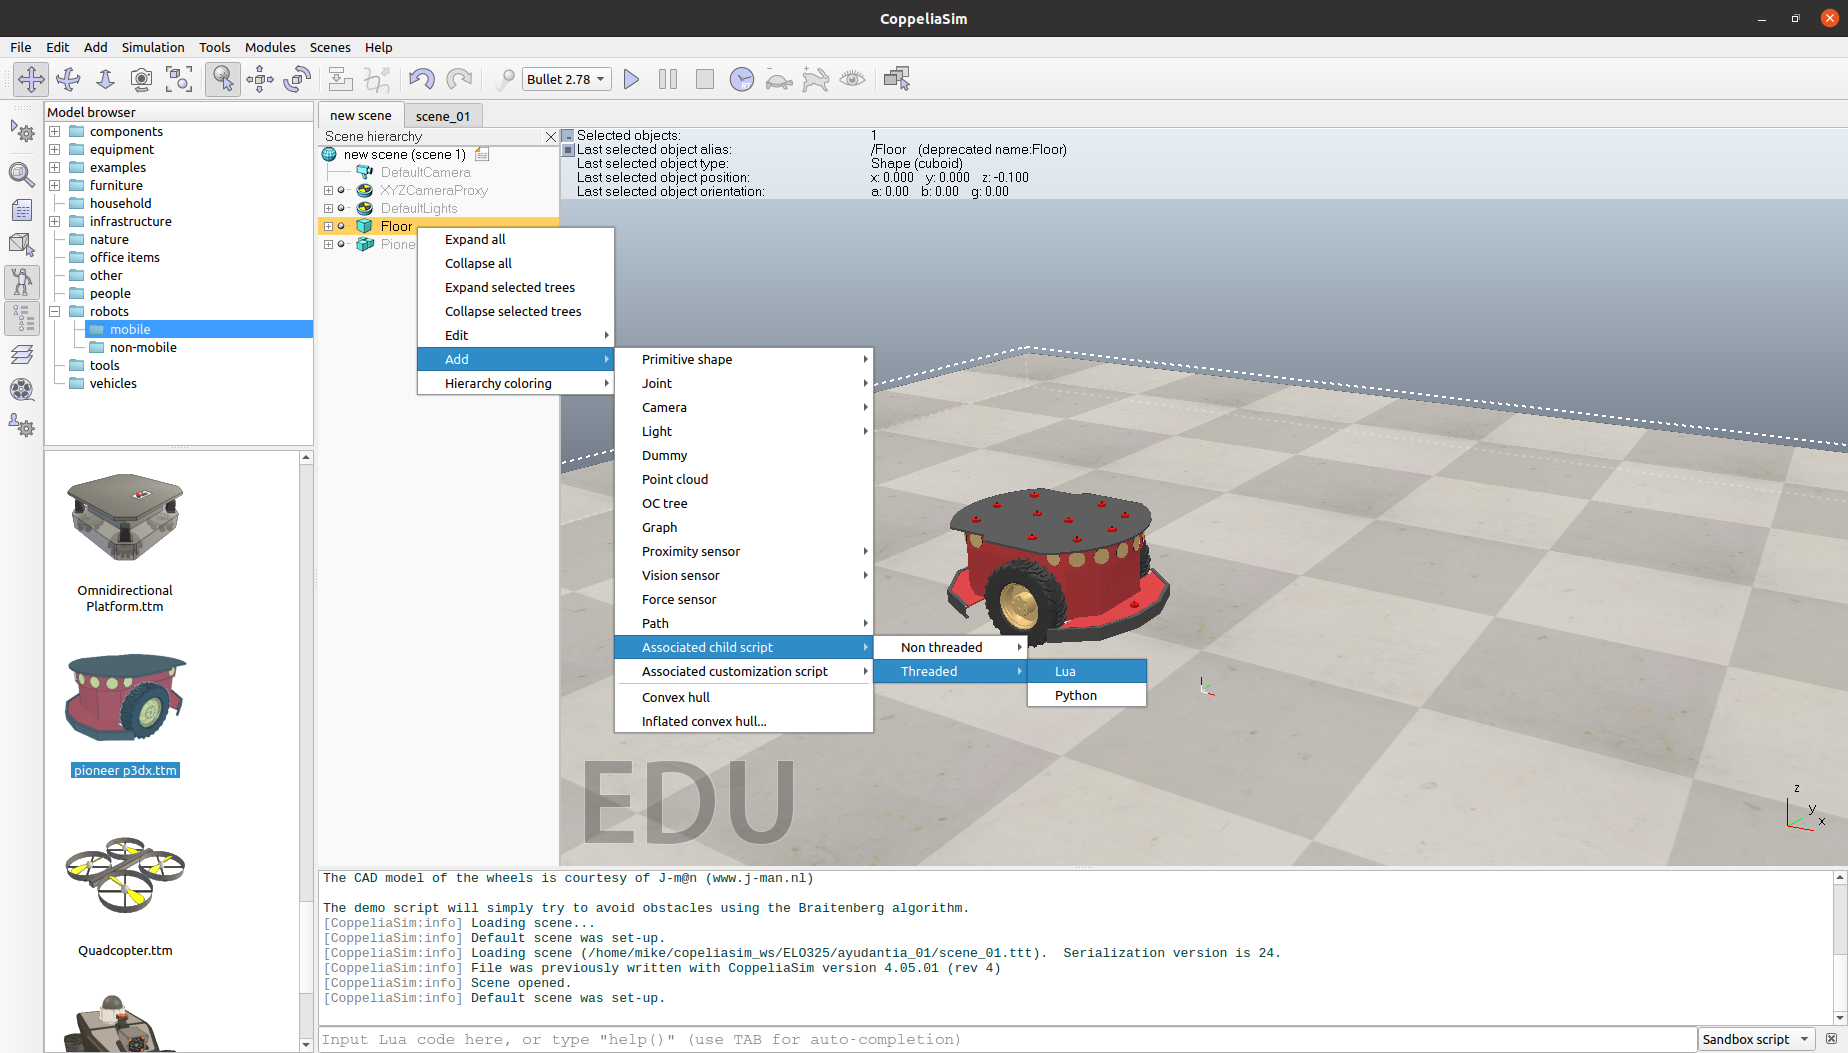 CoppeliaSim
File Edit Add Simulation Tools Modules Scenes Help
Bullet 2.78
Model browser
components
equipment
examples
furniture
household
infrastructure
nature
office items
other
people
robots
mobile
non-mobile
tools
vehicles
Omnidirectional
Platform.ttm
pioneer p3dx.ttm
Quadcopter.ttm
new scene
scene_01
Scene hierarchy
new scene (scene 1)
DefaultCamera
XYZCameraProxy
DefaultLights
Floor
Pione
Selected objects: 1
Last selected object alias: /Floor (deprecated name:Floor)
Last selected object type: Shape (cuboid)
Last selected object position: x: 0.000 y: 0.000 z: -0.100
Last selected object orientation: a: 0.00 b: 0.00 g: 0.00
Expand all
Collapse all
Expand selected trees
Collapse selected trees
Edit
Add
Hierarchy coloring
Primitive shape
Joint
Camera
Light
Dummy
Point cloud
OC tree
Graph
Proximity sensor
Vision sensor
Force sensor
Path
Associated child script
Associated customization script
Convex hull
Inflated convex hull...
Non threaded
Threaded
Lua
Python
EDU
z
y
x
The CAD model of the wheels is courtesy of J-m@n (www.j-man.nl)
The demo script will simply try to avoid obstacles using the Braitenberg algorithm.
[CoppeliaSim:info] Loading scene...
[CoppeliaSim:info] Default scene was set-up.
[CoppeliaSim:info] Loading scene (/home/mike/copeliasim_ws/ELO325/ayudantia_01/scene_01.ttt). Serialization version is 24.
[CoppeliaSim:info] File was previously written with CoppeliaSim version 4.05.01 (rev 4)
[CoppeliaSim:info] Scene opened.
[CoppeliaSim:info] Default scene was set-up.
Input Lua code here, or type "help()" (use TAB for auto-completion)
Sandbox script